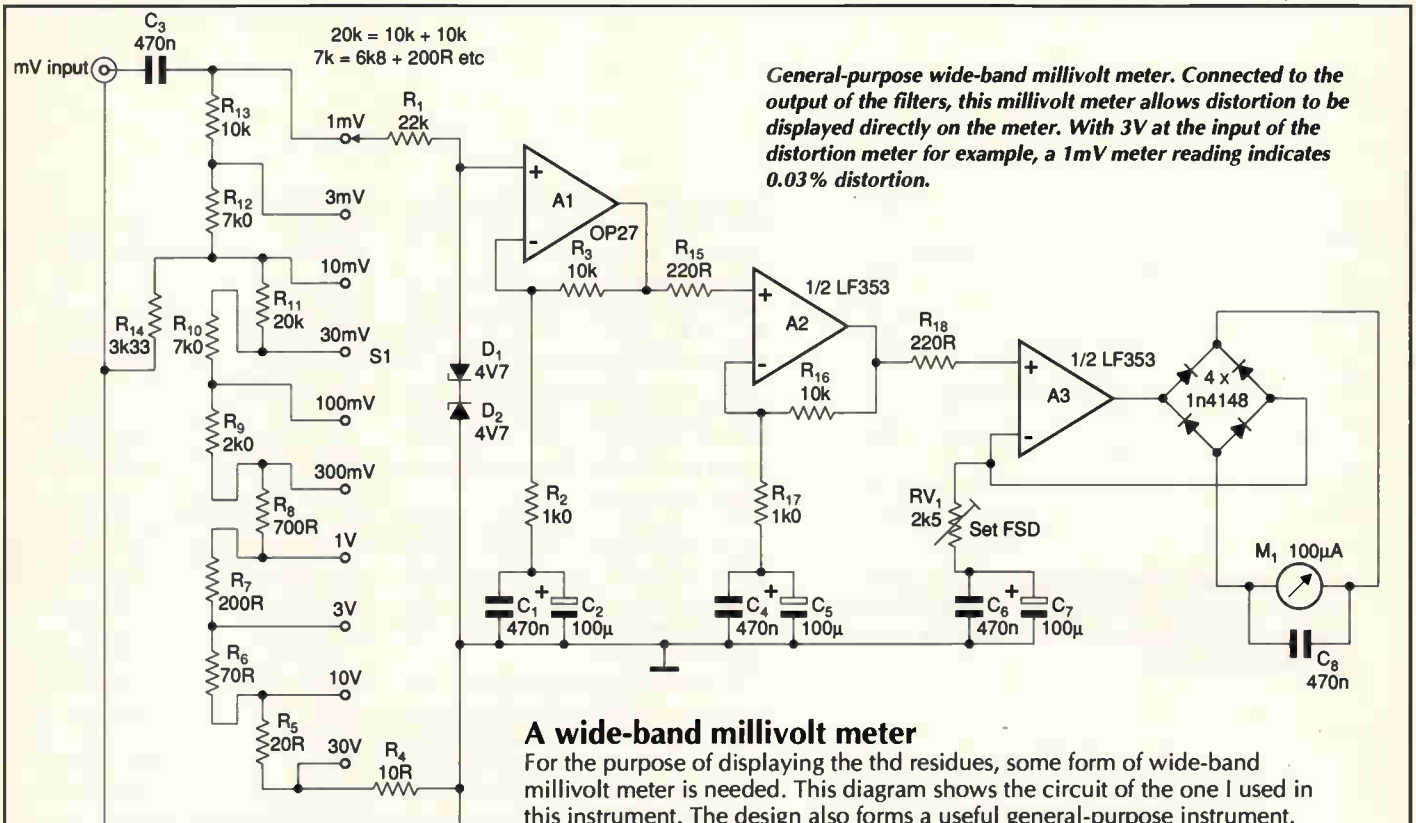 C3
470n
20k = 10k + 10k
7k = 6k8 + 200R etc
mV input
General-purpose wide-band millivolt meter. Connected to the
output of the filters, this millivolt meter allows distortion to be
displayed directly on the meter. With 3V at the input of the
distortion meter for example, a 1mV meter reading indicates
0.03% distortion.
R13
10k
1mV
R1
22k
R12
7k0
3mV
A1
OP27
R3
10k
R15
220R
10mV
R11
20k
R14
3k33
R10
7k0
30mV
S1
1/2 LF353
A2
R16
10k
R18
220R
1/2 LF353
A3
4 x
1n4148
D1
4V7
D2
4V7
100mV
R9
2k0
300mV
R8
700R
R2
1k0
R17
1k0
RV1
2k5
Set FSD
1V
R7
200R
M1 100µA
3V
C1
470n
+
C2
100µ
C4
470n
+
C5
100µ
C6
470n
+
C7
100µ
R6
70R
C8
470n
10V
R5
20R
30V
R4
10R
A wide-band millivolt meter
For the purpose of displaying the thd residues, some form of wide-band
millivolt meter is needed. This diagram shows the circuit of the one I used in
this instrument. The design also forms a useful general-purpose instrument.